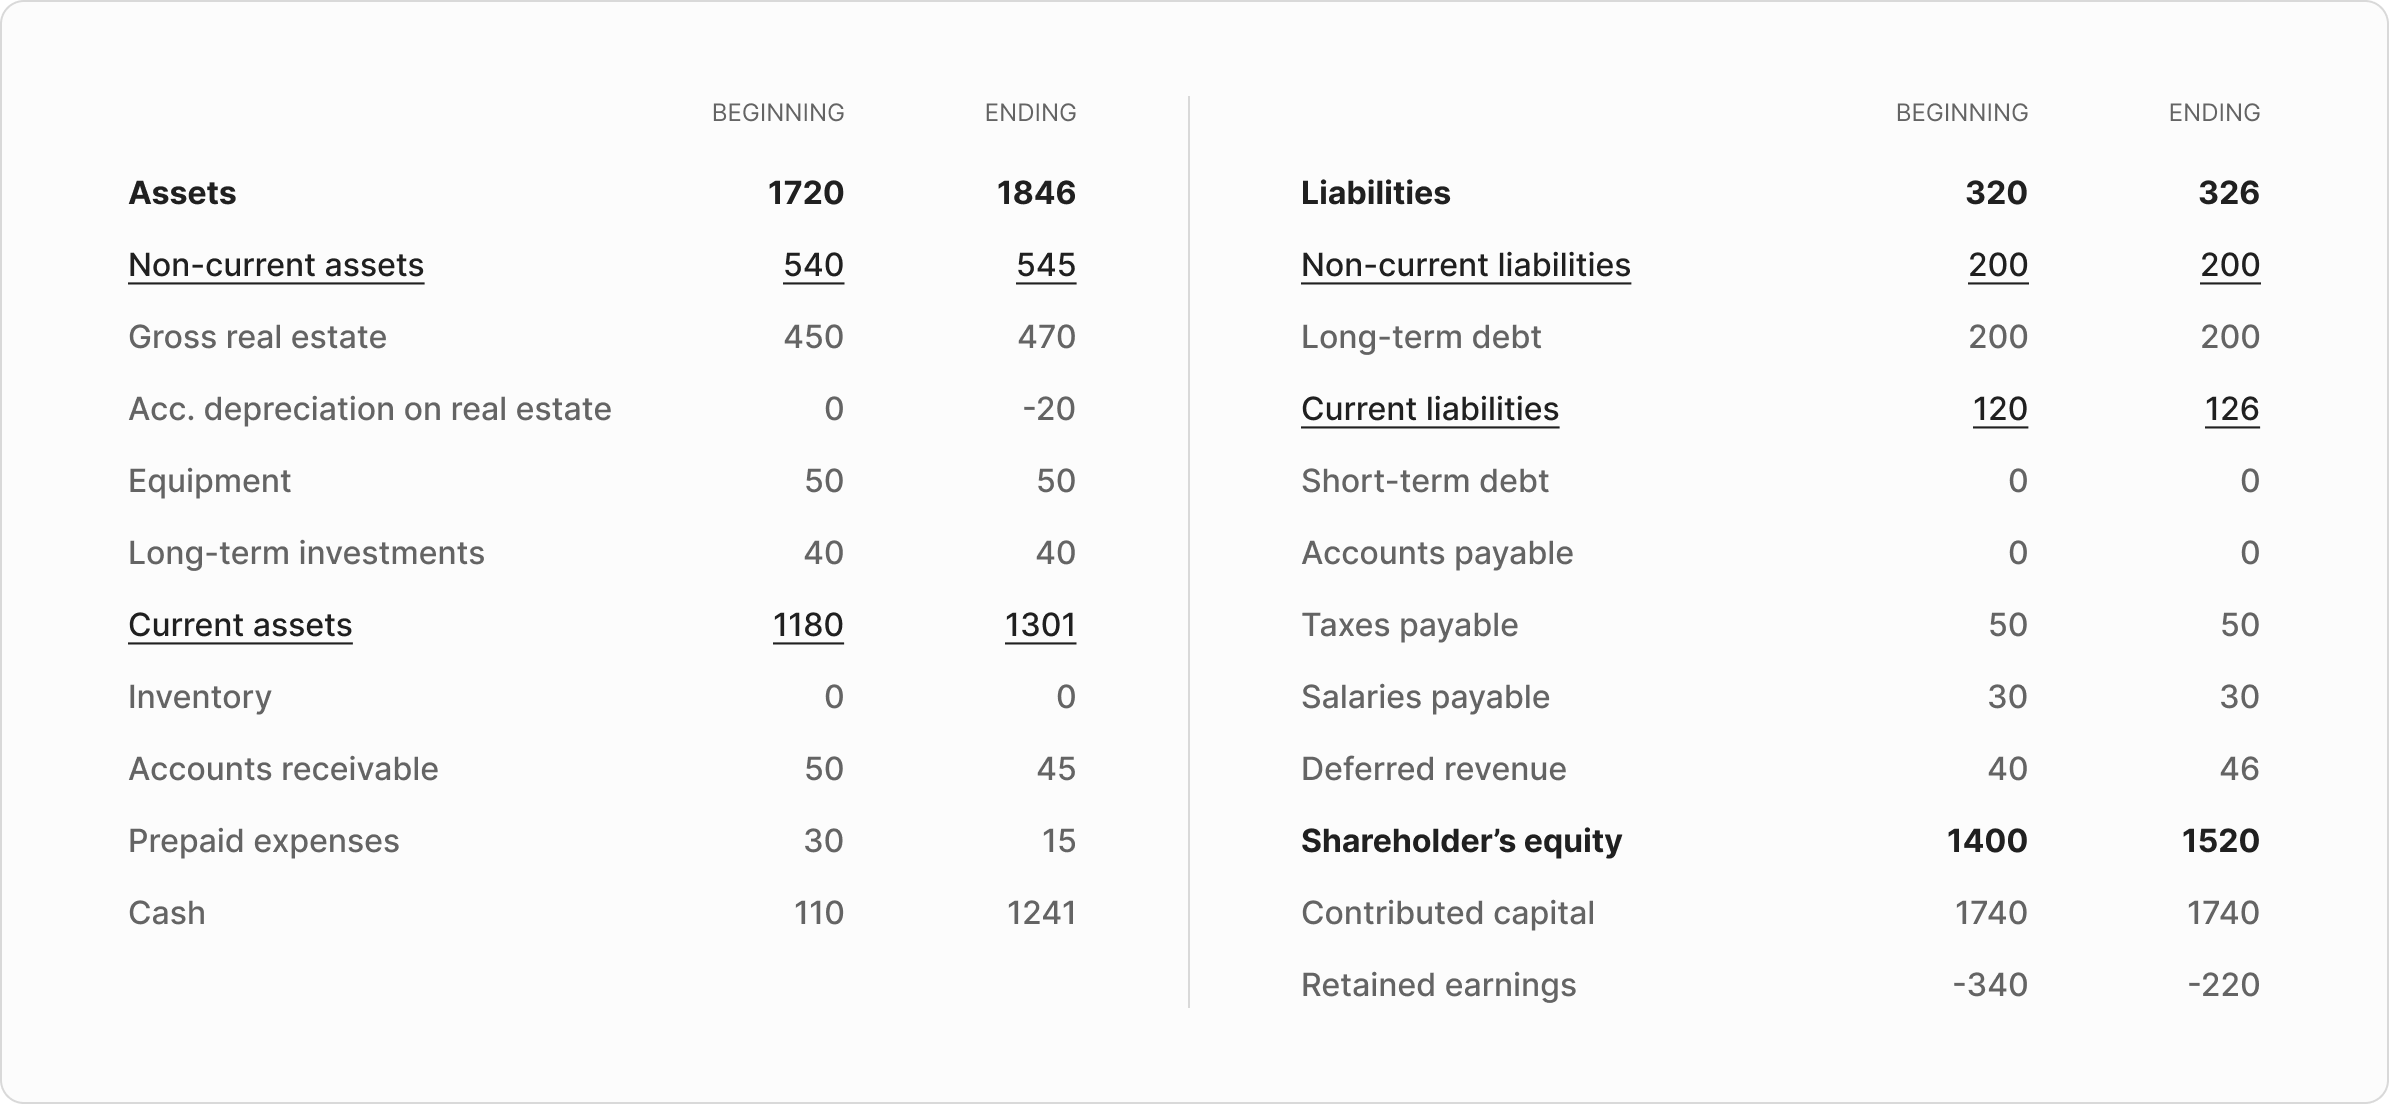 BEGINNING ENDING
Assets 1720 1846
Non-current assets 540 545
Gross real estate 450 470
Acc. depreciation on real estate 0 -20
Equipment 50 50
Long-term investments 40 40
Current assets 1180 1301
Inventory 0 0
Accounts receivable 50 45
Prepaid expenses 30 15
Cash 110 1241
BEGINNING ENDING
Liabilities 320 326
Non-current liabilities 200 200
Long-term debt 200 200
Current liabilities 120 126
Short-term debt 0 0
Accounts payable 0 0
Taxes payable 50 50
Salaries payable 30 30
Deferred revenue 40 46
Shareholder’s equity 1400 1520
Contributed capital 1740 1740
Retained earnings -340 -220